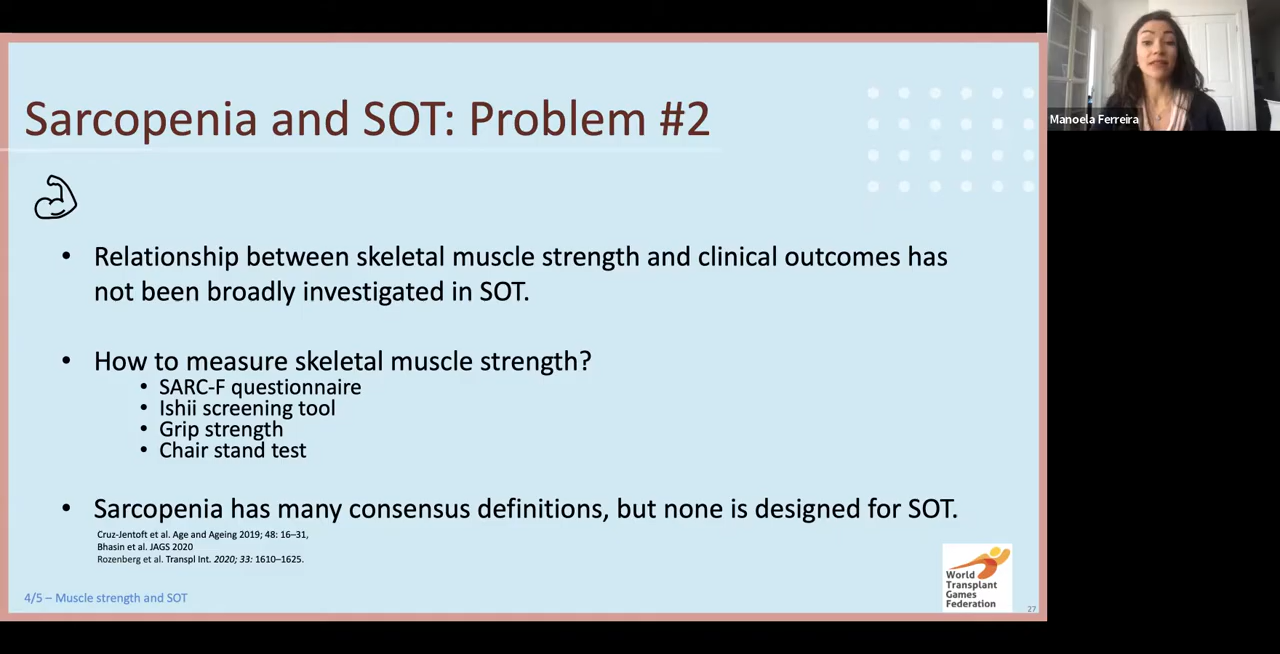 Sarcopenia and SOT: Problem #2
Manoela Ferreira
• Relationship between skeletal muscle strength and clinical outcomes has
not been broadly investigated in SOT.
• How to measure skeletal muscle strength?
• SARC-F questionnaire
• Ishii screening tool
• Grip strength
• Chair stand test
• Sarcopenia has many consensus definitions, but none is designed for SOT.
Cruz-Jentoft et al. Age and Ageing 2019; 48: 16–31,
Bhasin et al. JAGS 2020
Rozenberg et al. Transpl Int. 2020; 33: 1610–1625.
World
Transplant
Games
Federation
4/5 – Muscle strength and SOT
27